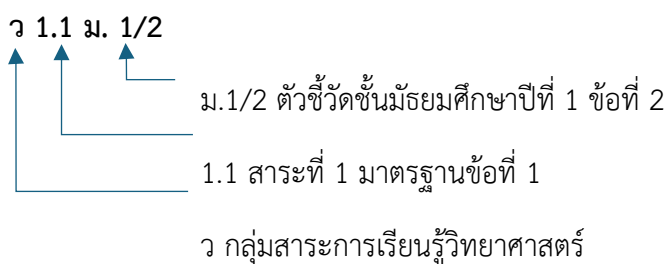 ว 1.1 ม. 1/2
ม.1/2 ตัวชี้วัดชั้นมัธยมศึกษาปีที่ 1 ข้อที่ 2
1.1 สาระที่ 1 มาตรฐานข้อที่ 1
ว กลุ่มสาระการเรียนรู้วิทยาศาสตร์